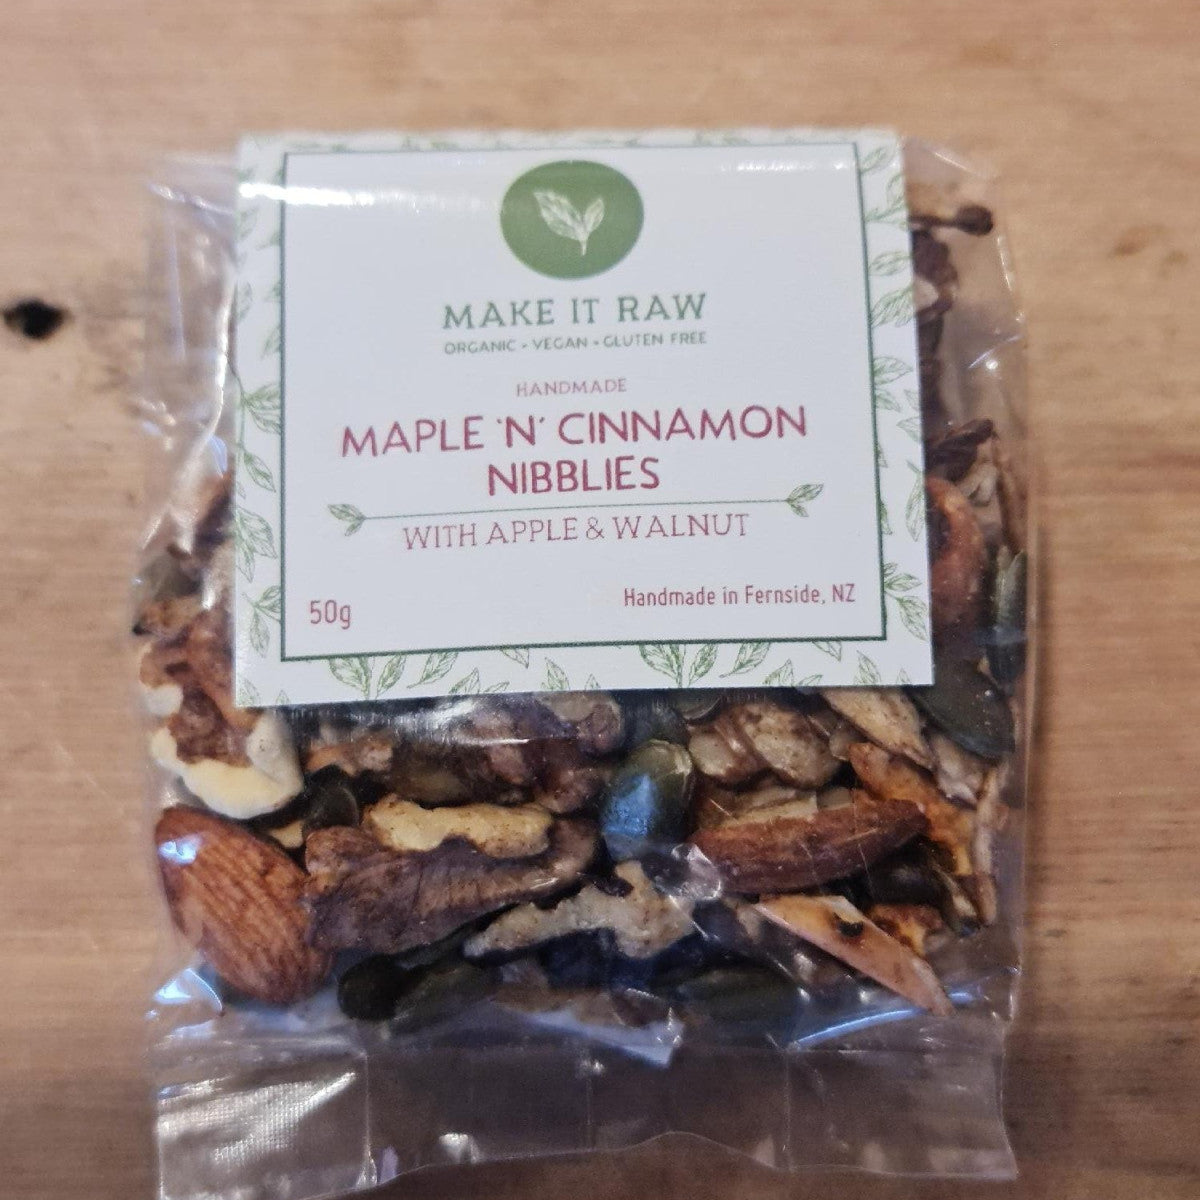 MAKE IT RAW
ORGANIC • VEGAN • GLUTEN FREE
HANDMADE
MAPLE 'N' CINNAMON
NIBBLIES
WITH APPLE & WALNUT
50g
Handmade in Fernside, NZ